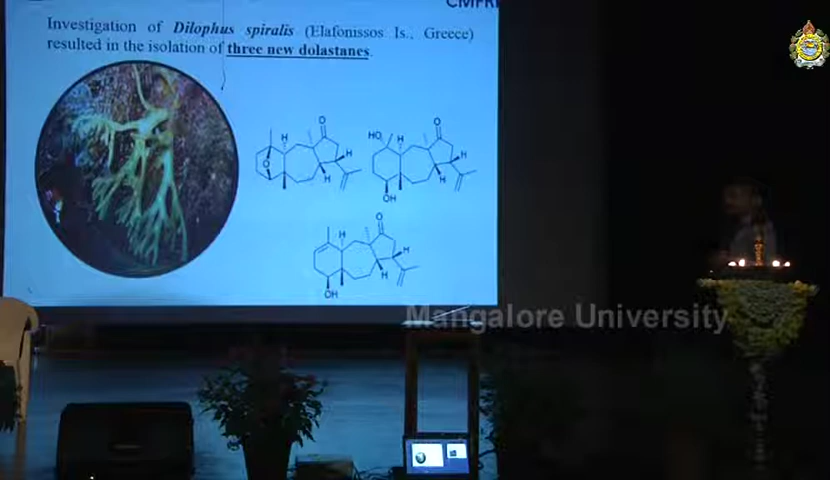 CMFRI
Investigation of Dilophus spiralis (Elafonissos Is., Greece)
resulted in the isolation of three new dolastanes.
O
H
O
H
H
O
HO
H
H
H
OH
O
H
H
H
OH
Mangalore University